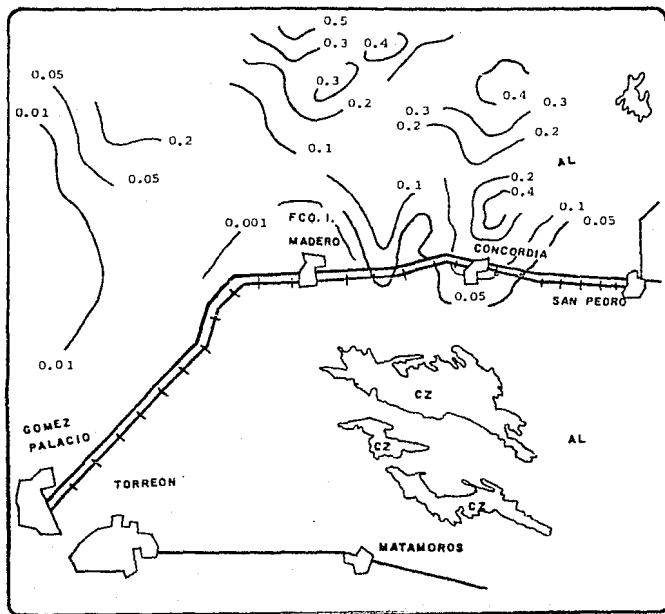 0.5
0.3
0.4
0.05
0.3
0.01
0.4
0.2
0.3
0.3
0.2
0.2
0.2
0.1
AL
0.05
0.2
0.1
0.4
0.1
0.001
FCO. I.
MADERO
0.05
CONCORDIA
0.05
SAN PEDRO
0.01
CZ
GOMEZ
PALACIO
AL
CZ
TORREON
CZ
MATAMOROS